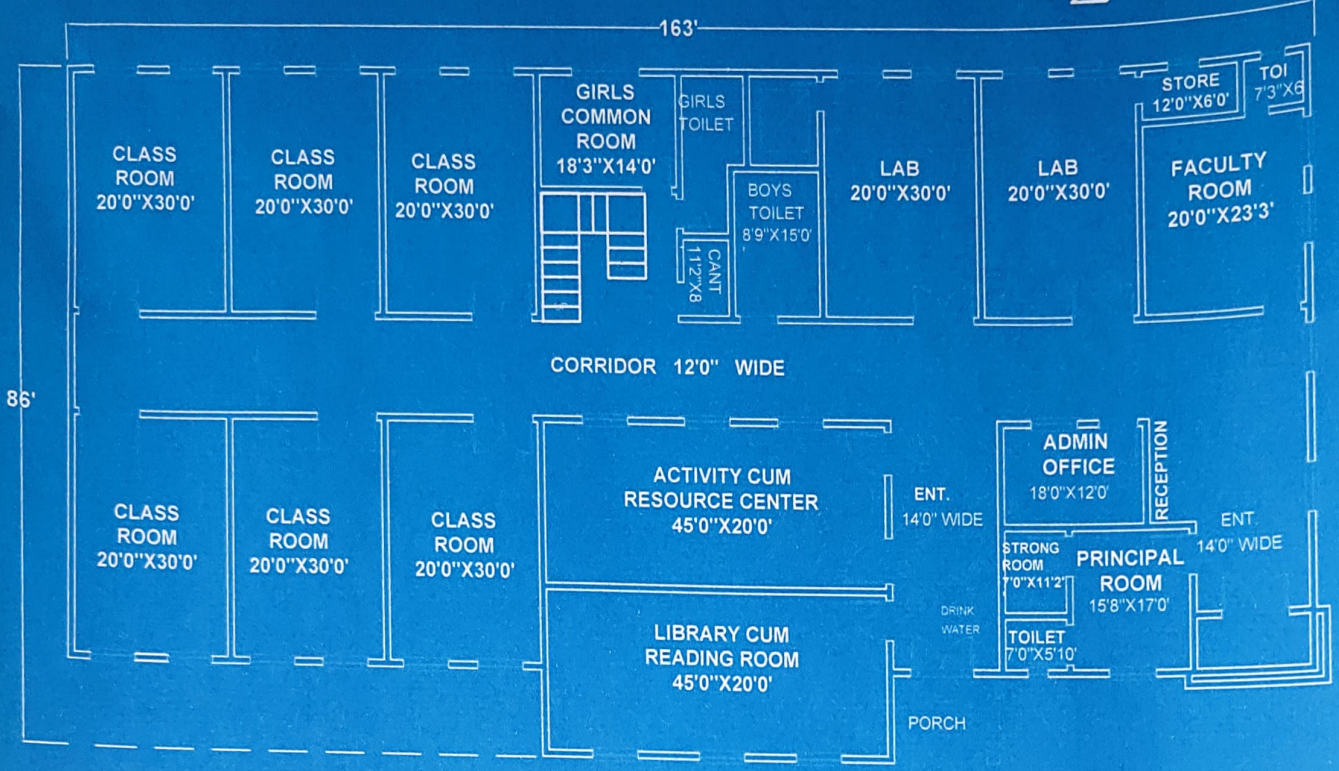 163'
86'
CLASS
ROOM
20'0"X30'0'
CLASS
ROOM
20'0"X30'0'
CLASS
ROOM
20'0"X30'0'
GIRLS
COMMON
ROOM
18'3"X14'0'
GIRLS
TOILET
BOYS
TOILET
8'9"X15'0'
CANT
11'2"X8
LAB
20'0"X30'0'
LAB
20'0"X30'0'
STORE
12'0"X6'0'
TOI
7'3"X6
FACULTY
ROOM
20'0"X23'3'
CORRIDOR 12'0" WIDE
CLASS
ROOM
20'0"X30'0'
CLASS
ROOM
20'0"X30'0'
CLASS
ROOM
20'0"X30'0'
ACTIVITY CUM
RESOURCE CENTER
45'0"X20'0'
LIBRARY CUM
READING ROOM
45'0"X20'0'
ENT.
14'0" WIDE
DRINK
WATER
PORCH
ADMIN
OFFICE
18'0"X12'0'
RECEPTION
STRONG
ROOM
7'0"X11'2'
PRINCIPAL
ROOM
15'8"X17'0'
TOILET
7'0"X5'10'
ENT.
14'0" WIDE